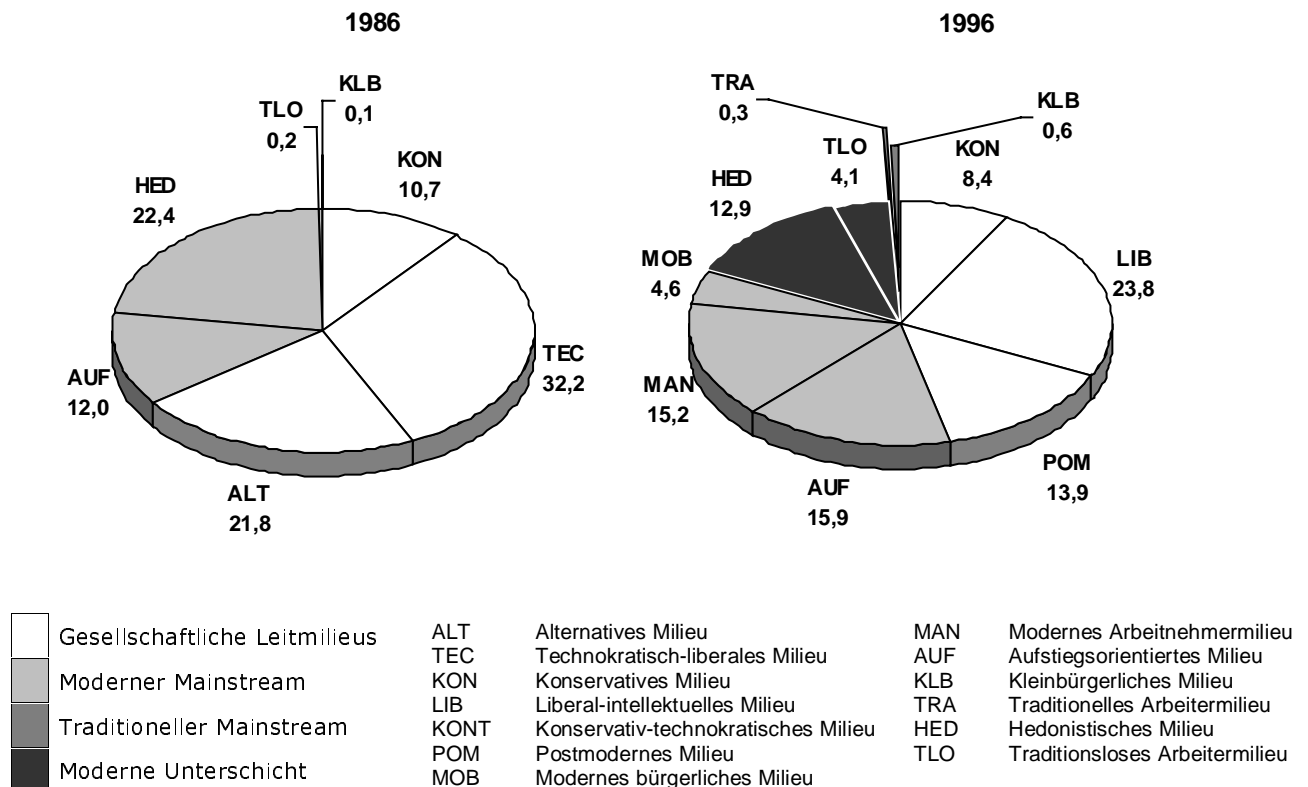 1986
KLB
0,1
TLO
0,2
KON
10,7
HED
22,4
TEC
32,2
AUF
12,0
ALT
21,8
1996
TRA
0,3
KLB
0,6
TLO
4,1
KON
8,4
HED
12,9
MOB
4,6
LIB
23,8
MAN
15,2
POM
13,9
AUF
15,9
Gesellschaftliche Leitmilieus
Moderner Mainstream
Traditioneller Mainstream
Moderne Unterschicht
ALT Alternatives Milieu
TEC Technokratisch-liberales Milieu
KON Konservatives Milieu
LIB Liberal-intellektuelles Milieu
KONT Konservativ-technokratisches Milieu
POM Postmodernes Milieu
MOB Modernes bürgerliches Milieu
MAN Modernes Arbeitnehmermilieu
AUF Aufstiegsorientiertes Milieu
KLB Kleinbürgerliches Milieu
TRA Traditionelles Arbeitermilieu
HED Hedonistisches Milieu
TLO Traditionsloses Arbeitermilieu